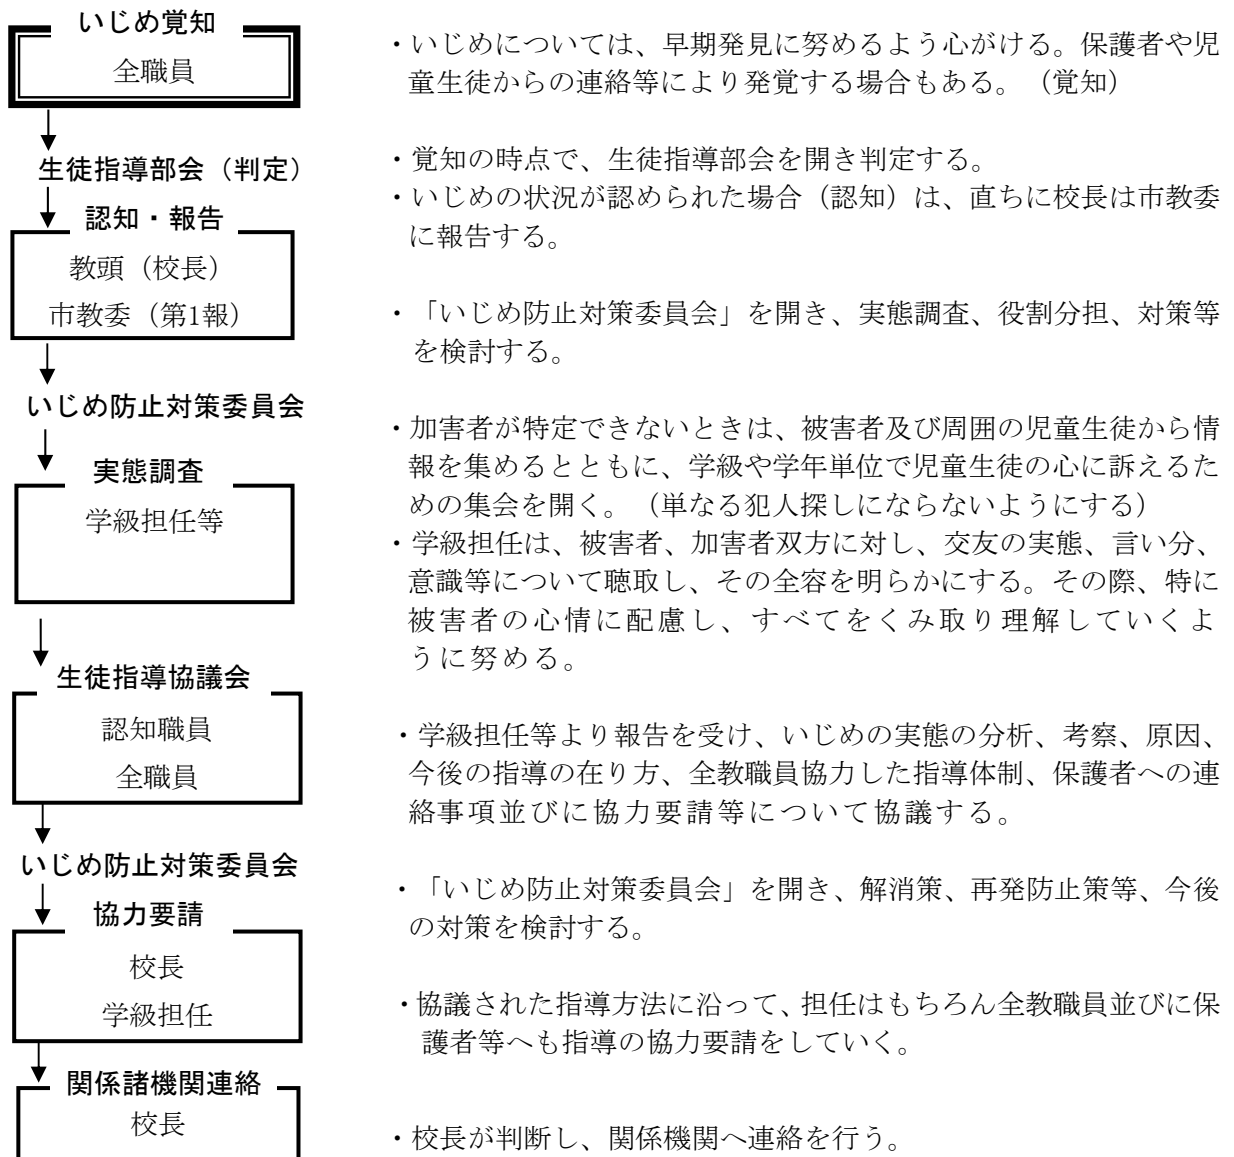 いじめ覚知
全職員
生徒指導部会（判定）
認知・報告
教頭（校長）
市教委（第1報）
いじめ防止対策委員会
実態調査
学級担任等
生徒指導協議会
認知職員
全職員
いじめ防止対策委員会
協力要請
校長
学級担任
関係諸機関連絡
校長
・いじめについては、早期発見に努めるよう心がける。保護者や児
童生徒からの連絡等により発覚する場合もある。（覚知）
・覚知の時点で、生徒指導部会を開き判定する。
・いじめの状況が認められた場合（認知）は、直ちに校長は市教委
に報告する。
・「いじめ防止対策委員会」を開き、実態調査、役割分担、対策等
を検討する。
・加害者が特定できないときは、被害者及び周囲の児童生徒から情
報を集めるとともに、学級や学年単位で児童生徒の心に訴えるた
めの集会を開く。（単なる犯人探しにならないようにする）
・学級担任は、被害者、加害者双方に対し、交友の実態、言い分、
意識等について聴取し、その全容を明らかにする。その際、特に
被害者の心情に配慮し、すべてをくみ取り理解していくよ
うに努める。
・学級担任等より報告を受け、いじめの実態の分析、考察、原因、
今後の指導の在り方、全教職員協力した指導体制、保護者への連
絡事項並びに協力要請等について協議する。
・「いじめ防止対策委員会」を開き、解消策、再発防止策等、今後
の対策を検討する。
・協議された指導方法に沿って、担任はもちろん全教職員並びに保
護者等へも指導の協力要請をしていく。
・校長が判断し、関係機関へ連絡を行う。